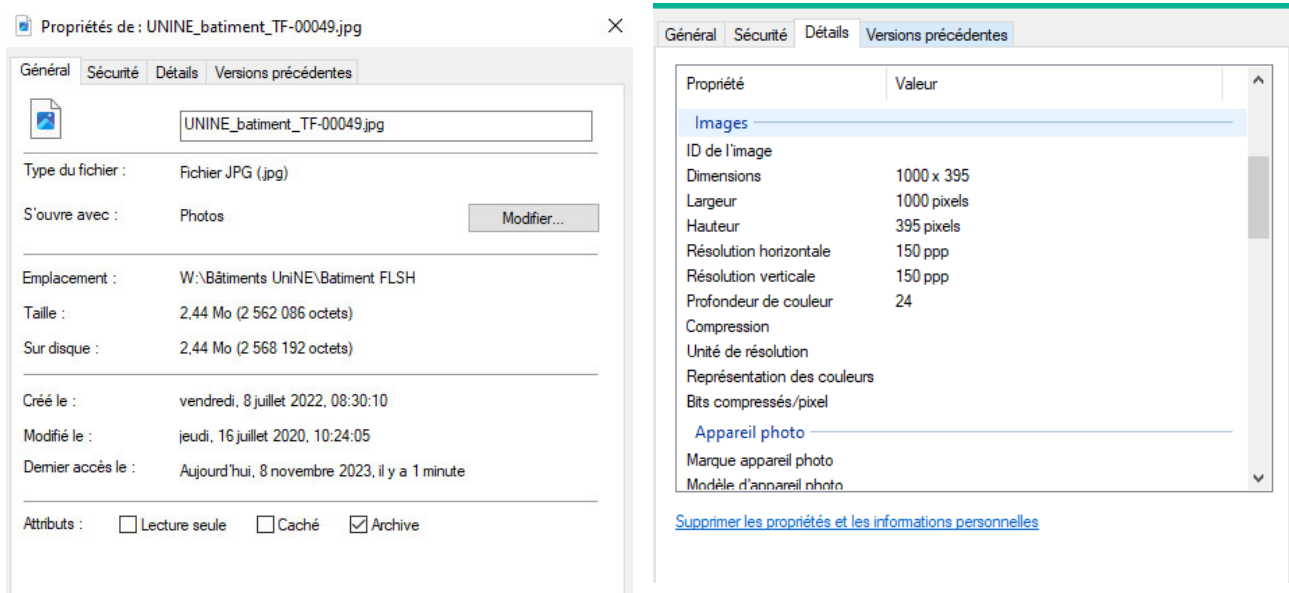 Propriétés de : UNINE_batiment_TF-00049.jpg
Général Sécurité Détails Versions précédentes
UNINE_batiment_TF-00049.jpg
Type du fichier : Fichier JPG (.jpg)
S'ouvre avec : Photos Modifier...
Emplacement : W:\Bâtiments UniNE\Batiment FLSH
Taille : 2,44 Mo (2 562 086 octets)
Sur disque : 2,44 Mo (2 568 192 octets)
Créé le : vendredi, 8 juillet 2022, 08:30:10
Modifié le : jeudi, 16 juillet 2020, 10:24:05
Dernier accès le : Aujourd'hui, 8 novembre 2023, il y a 1 minute
Attributs : Lecture seule Caché Archive
Général Sécurité Détails Versions précédentes
Propriété Valeur
Images
ID de l'image
Dimensions 1000 x 395
Largeur 1000 pixels
Hauteur 395 pixels
Résolution horizontale 150 ppp
Résolution verticale 150 ppp
Profondeur de couleur 24
Compression
Unité de résolution
Représentation des couleurs
Bits compressés/pixel
Appareil photo
Marque appareil photo
Modèle d'appareil photo
Supprimer les propriétés et les informations personnelles